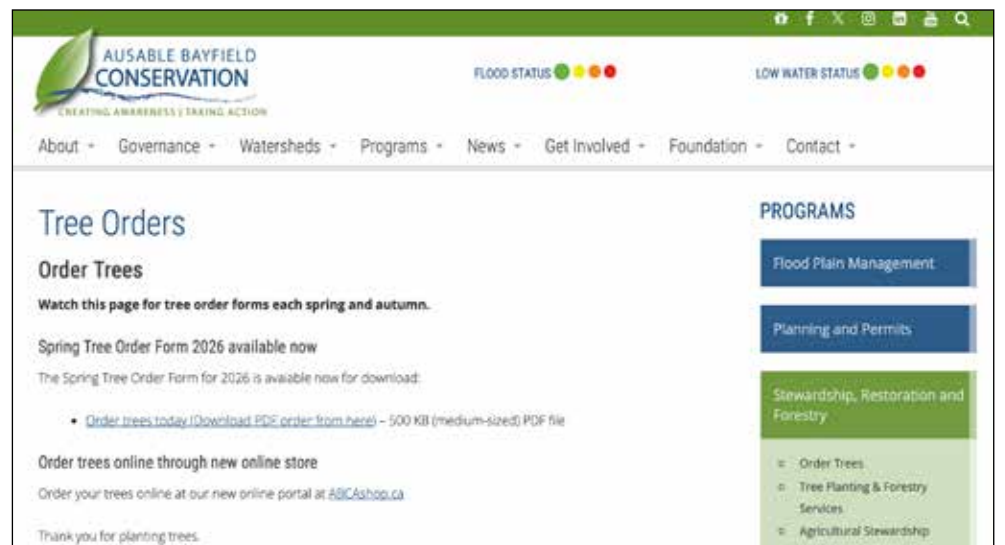 AUSABLE BAYFIELD
CONSERVATION
CREATING AWARENESS | TAKING ACTION
FLOOD STATUS
LOW WATER STATUS
About
Governance
Watersheds
Programs
News
Get Involved
Foundation
Contact
Tree Orders
Order Trees
Watch this page for tree order forms each spring and autumn.
Spring Tree Order Form 2026 available now
The Spring Tree Order Form for 2026 is avaiable now for download:
Order trees today (Download PDF order from here) – 500 KB (medium-sized) PDF file
Order trees online through new online store
Order your trees online at our new online portal at ABCAshop.ca
Thank you for planting trees.
PROGRAMS
Flood Plain Management
Planning and Permits
Stewardship, Restoration and
Forestry
Order Trees
Tree Planting & Forestry
Services
Agricultural Stewardship